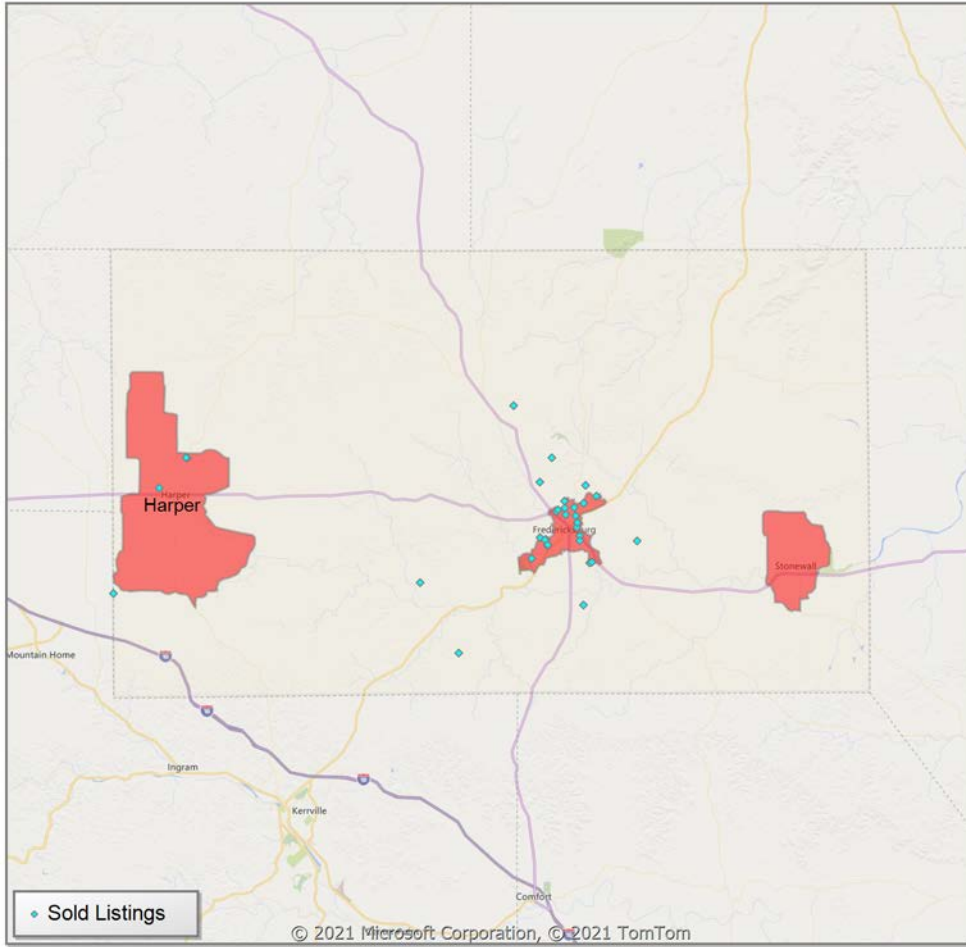 Harper
Harper
Fredericksburg
Stonewall
Mountain Home
Ingram
Kerrville
Comfort
Sold Listings
© 2021 Microsoft Corporation, © 2021 TomTom